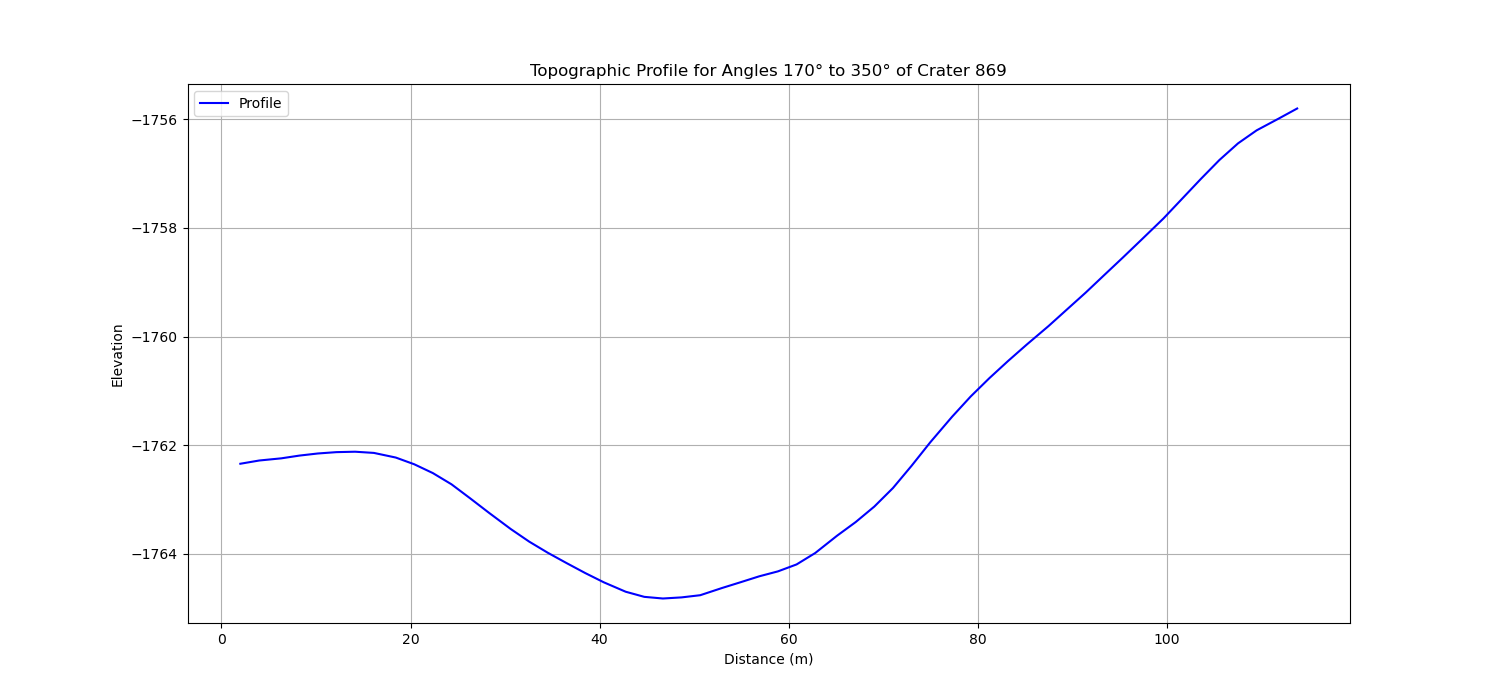 Topographic Profile for Angles 170° to 350° of Crater 869
Profile
−1756
−1758
−1760
−1762
−1764
Elevation
0 20 40 60 80 100
Distance (m)